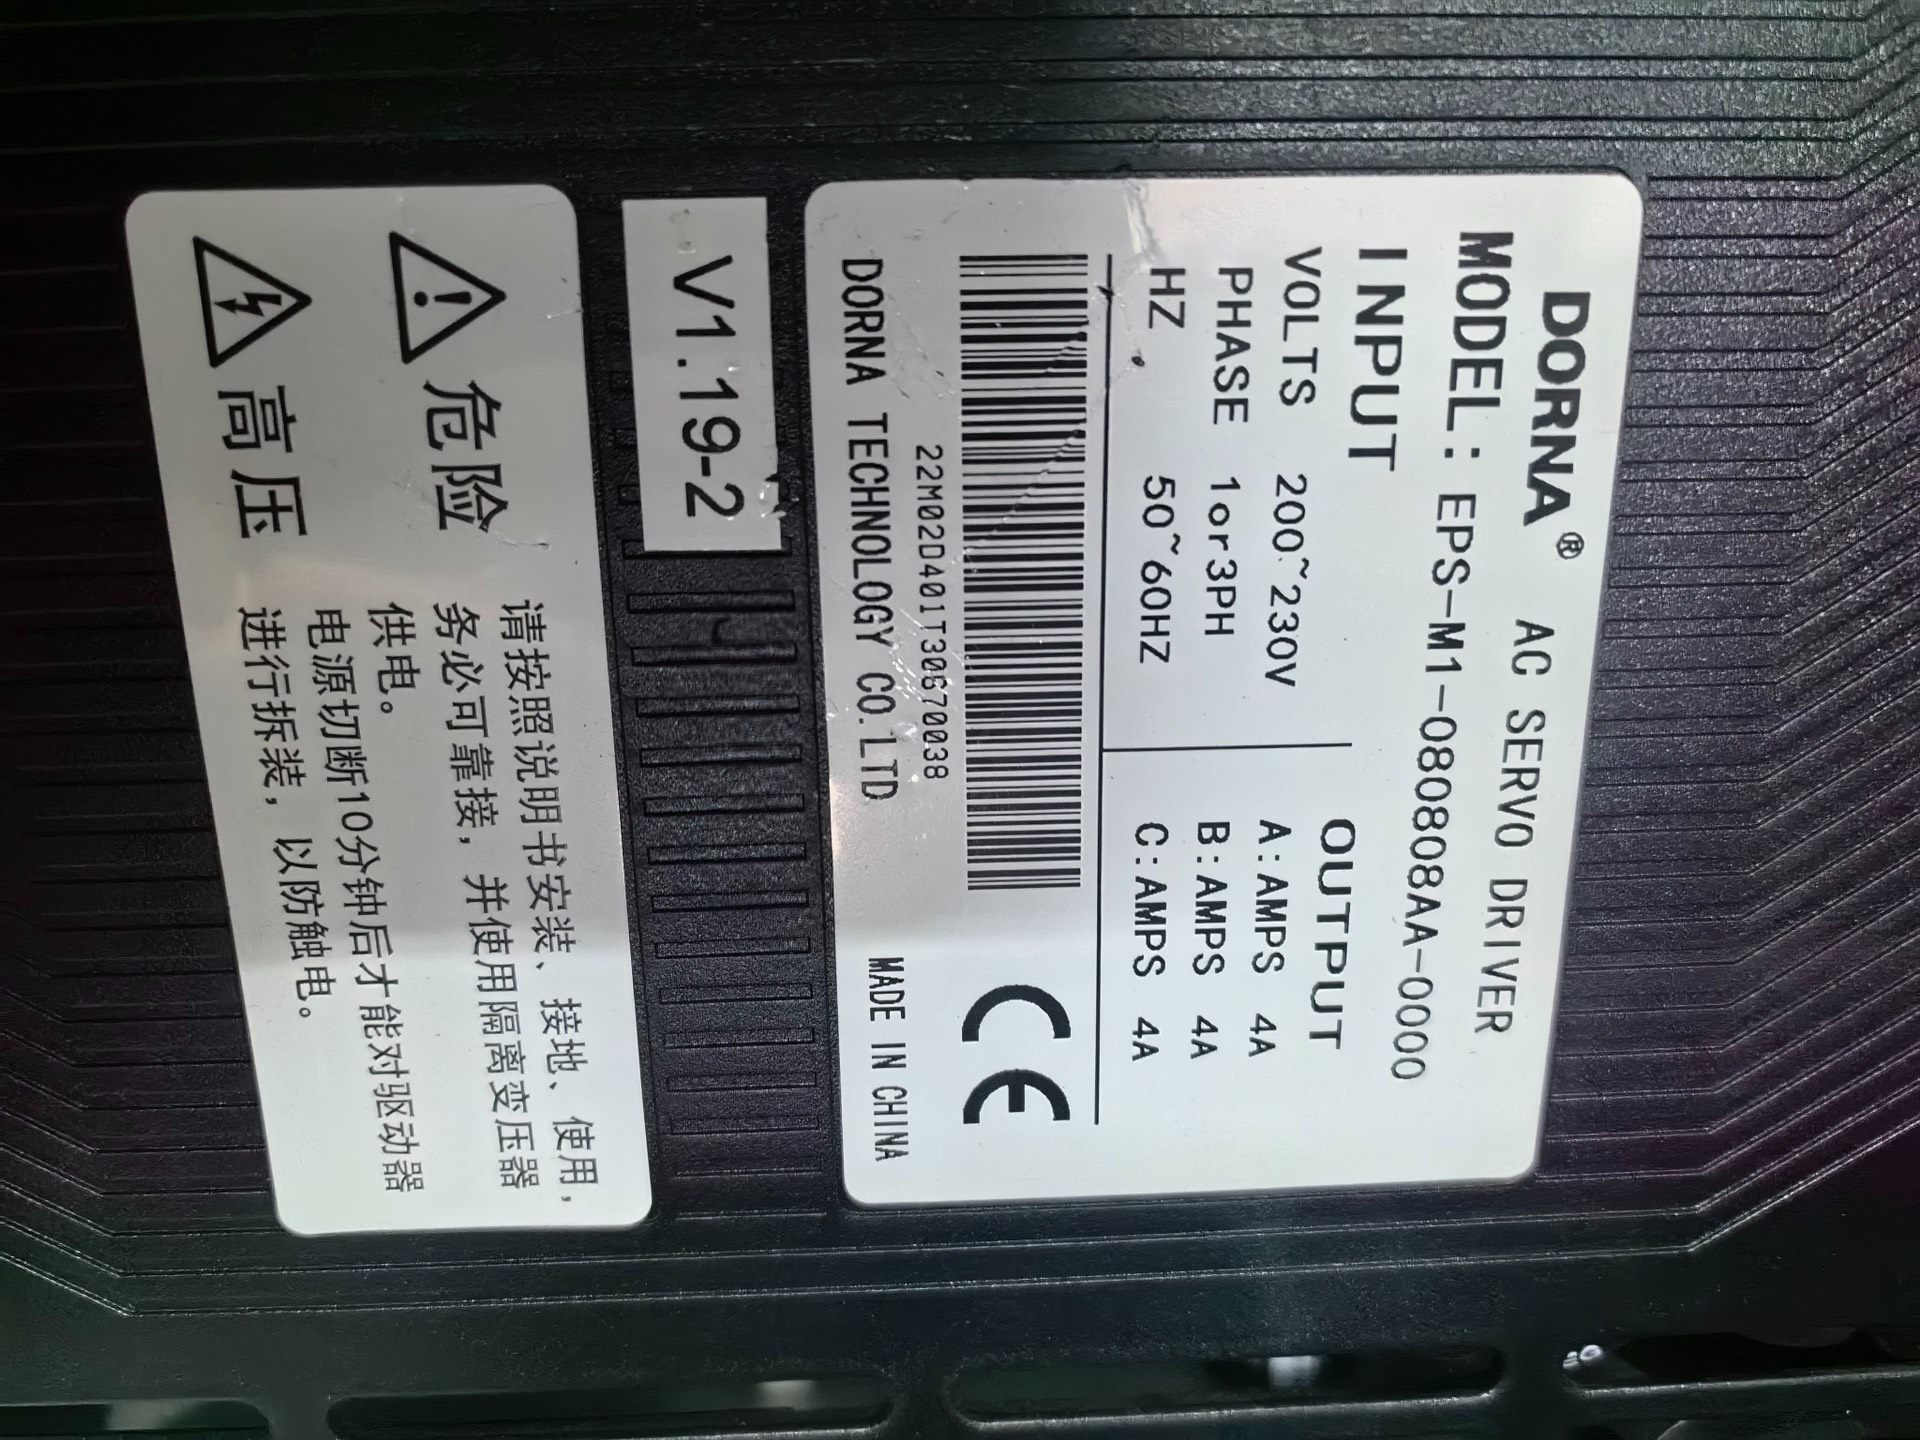 DORNA® AC SERVO DRIVER
MODEL: EPS-M1-080808AA-0000
INPUT OUTPUT
VOLTS 200~230V A:AMPS 4A
PHASE 1or3PH B:AMPS 4A
HZ 50~60HZ C:AMPS 4A
22M02D401T30670038
CE
DORNA TECHNOLOGY CO.LTD MADE IN CHINA
V1.19-2
危险
高压
请按照说明书安装、接地、使用,
务必可靠接,并使用隔离变压器
供电。
电源切断10分钟后才能对驱动器
进行拆装,以防触电。